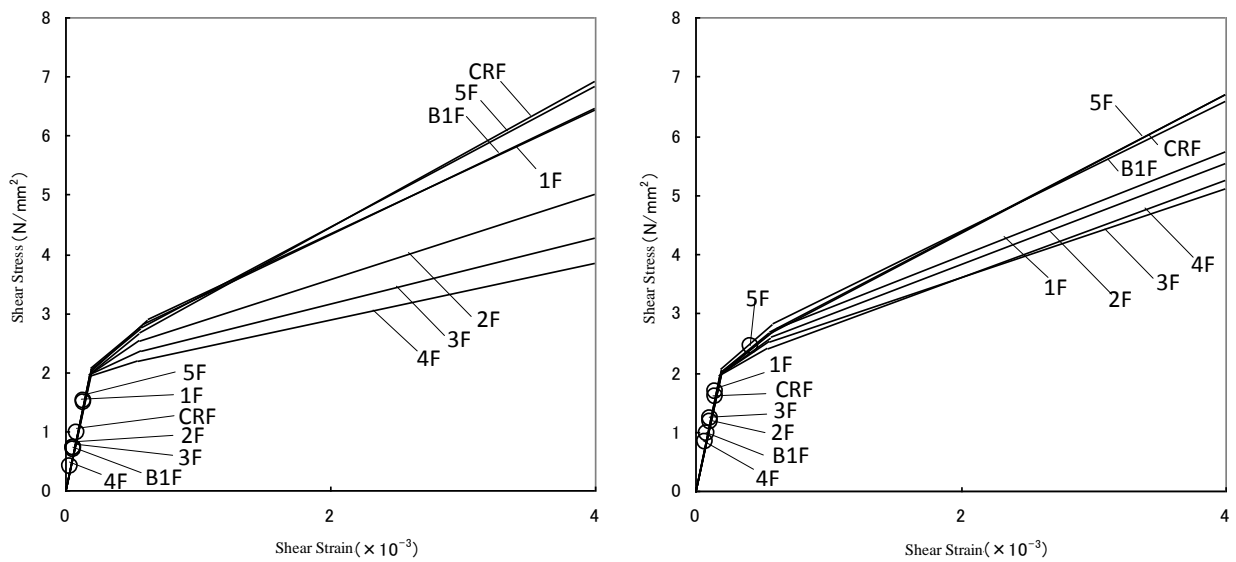 8
7
6
5
4
3
2
1
0
Shear Stress (N/mm²)
CRF
5F
B1F
1F
2F
3F
4F
5F
1F
CRF
2F
3F
B1F
4F
0
2
4
Shear Strain (×10⁻³)
8
7
6
5
4
3
2
1
0
Shear Stress (N/mm²)
5F
CRF
B1F
4F
3F
2F
1F
5F
1F
CRF
3F
2F
B1F
4F
0
2
4
Shear Strain (×10⁻³)